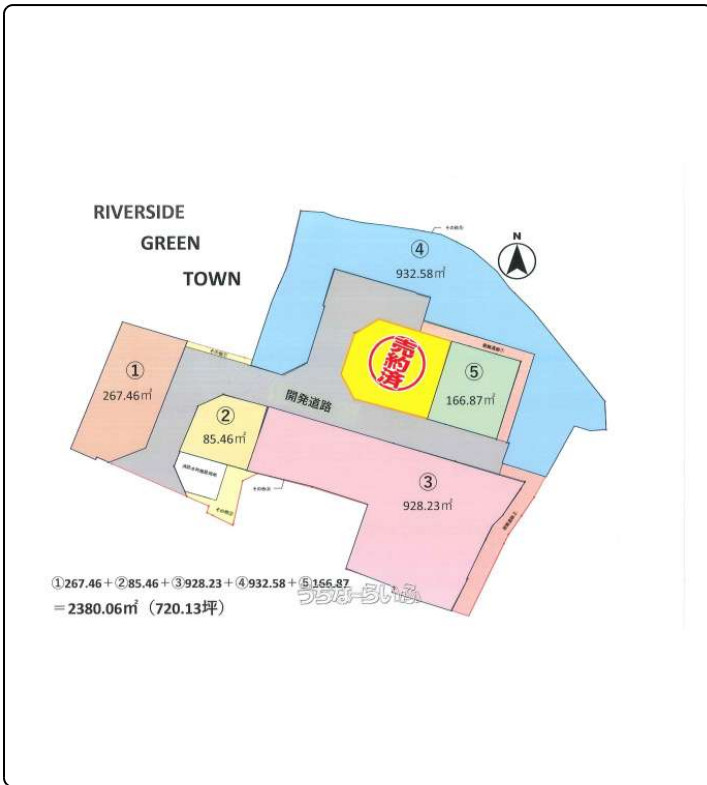 RIVERSIDE
GREEN
TOWN
N
④
932.58㎡
売約済
①
267.46㎡
⑤
166.87㎡
開発道路
②
85.46㎡
③
928.23㎡
①267.46+②85.46+③928.23+④932.58+⑤166.87
=2380.06㎡(720.13坪)
うちなーらいふ